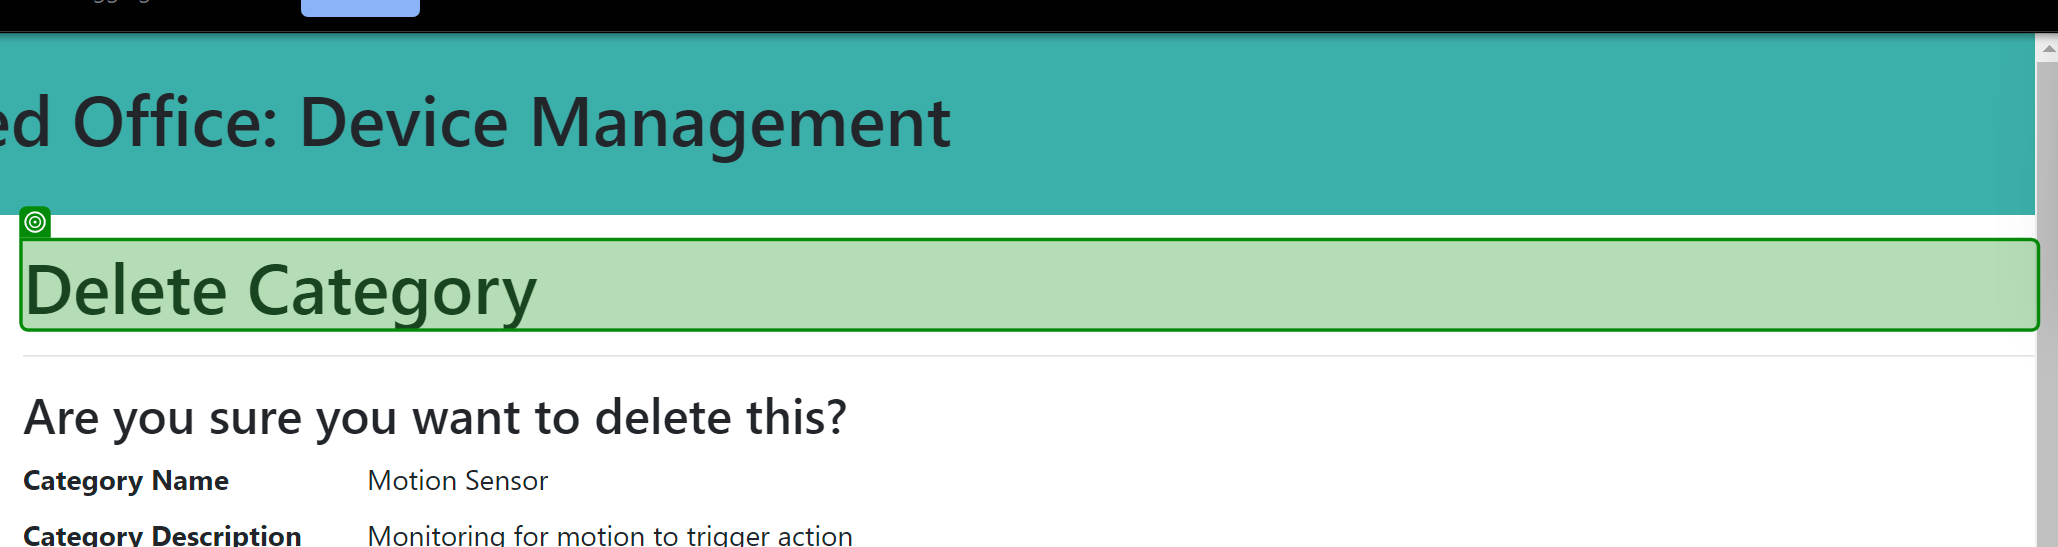 Office: Device Management
Delete Category
Are you sure you want to delete this?
Category Name Motion Sensor
Category Description Monitoring for motion to trigger action